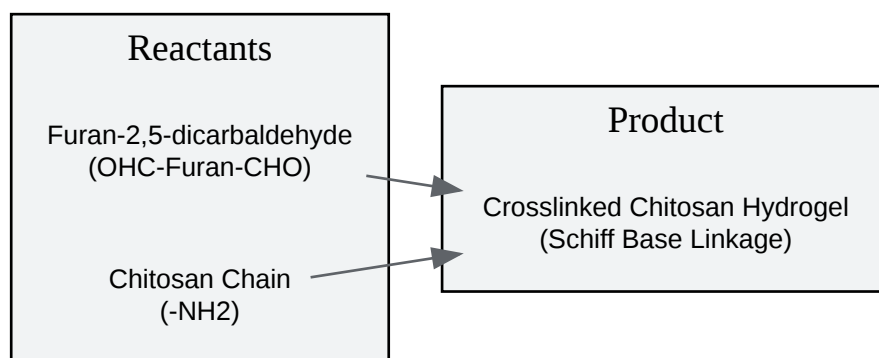 Reactants
Furan-2,5-dicarbaldehyde
(OHC-Furan-CHO)
Chitosan Chain
(-NH2)
Product
Crosslinked Chitosan Hydrogel
(Schiff Base Linkage)